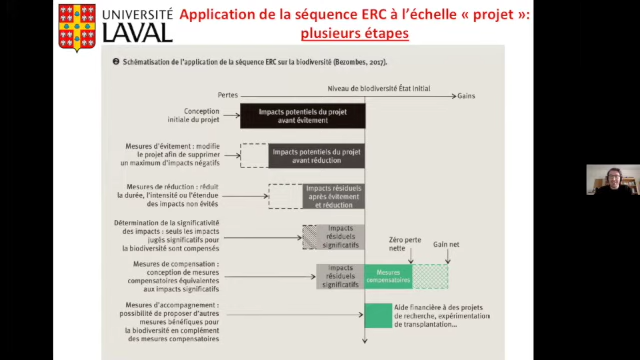 UNIVERSITÉ
LAVAL
Application de la séquence ERC à l'échelle « projet »:
plusieurs étapes
2 Schématisation de l'application de la séquence ERC sur la biodiversité (Bezombes, 2017).
Niveau de biodiversité État initial
Pertes
Gains
Conception
initiale du projet
Impacts potentiels du projet
avant évitement
Mesures d'évitement : modifie
le projet afin de supprimer
un maximum d'impacts négatifs
Impacts potentiels du projet
avant réduction
Mesures de réduction : réduit
la durée, l'intensité ou l'étendue
des impacts non évités
Impacts résiduels
après évitement
et réduction
Détermination de la significativité
des impacts : seuls les impacts
jugés significatifs pour
la biodiversité sont compensés
Impacts
résiduels
significatifs
Zéro perte
nette
Gain net
Mesures de compensation :
conception de mesures
compensatoires équivalentes
aux impacts significatifs
Impacts
résiduels
significatifs
Mesures
compensatoires
Mesures d'accompagnement :
possibilité de proposer d'autres
mesures bénéfiques pour
la biodiversité en complément
des mesures compensatoires
Aide financière à des projets
de recherche, expérimentation
de transplantation...